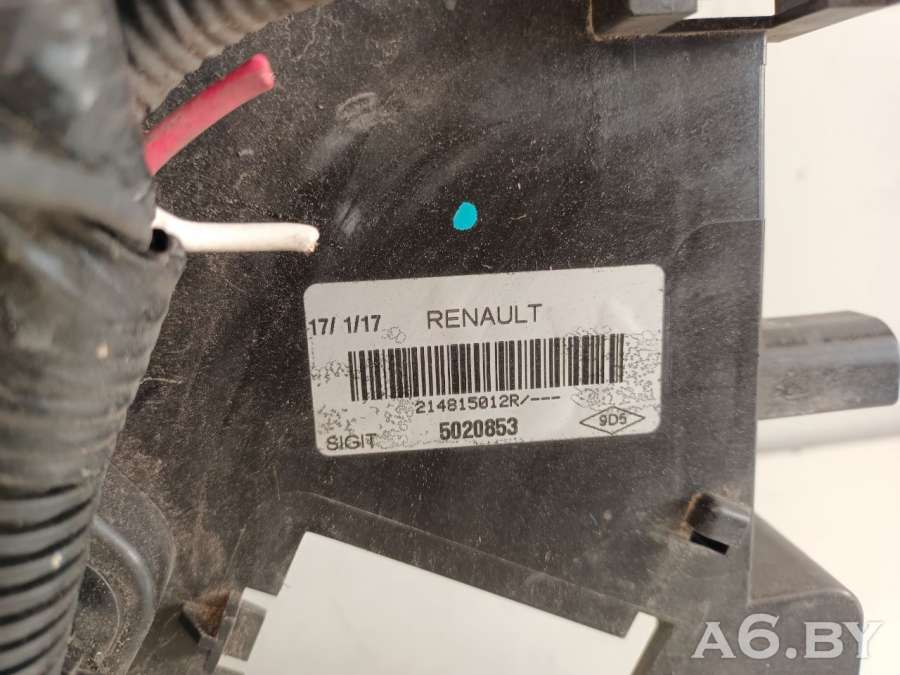 17/ 1/17 RENAULT
214815012R/---
SIGIT 5020853 9D5
A6.BY